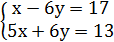 x − 6y = 17
5x + 6y = 13